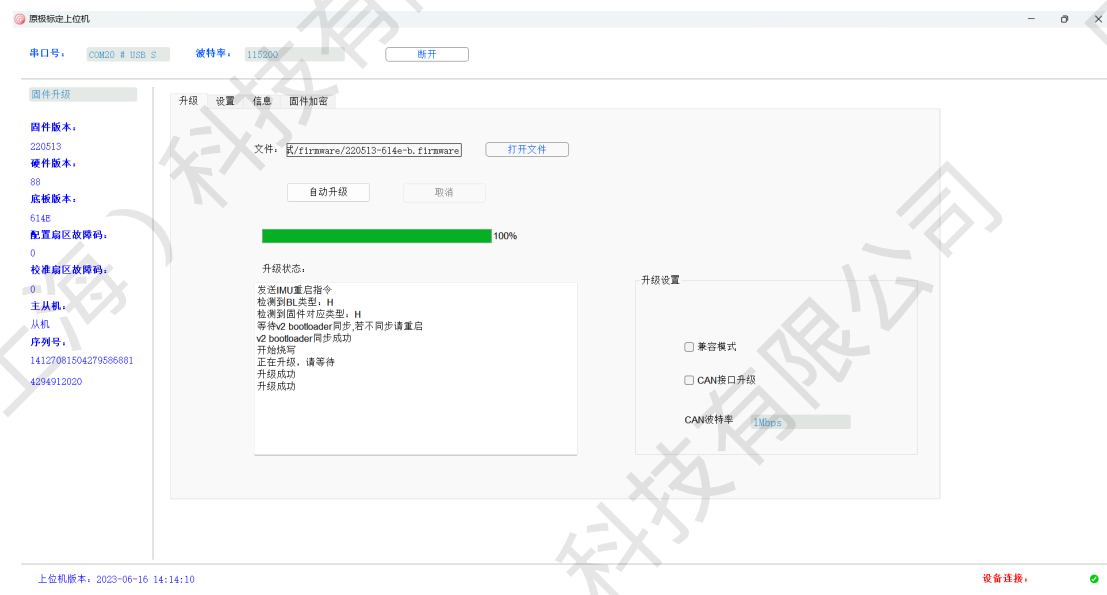 原极标定上位机
串口号： COM20 # USB S 波特率： 115200 断开
固件升级
固件版本：
220513
硬件版本：
88
底板版本：
614E
配置扇区故障码：
0
校准扇区故障码：
0
主从机：
从机
序列号：
14127081504279586881
4294912020
升级 设置 信息 固件加密
文件： 式/firmware/220513-614e-b.firmware 打开文件
自动升级 取消
100%
升级状态：
发送IMU重启指令
检测到BL类型：H
检测到固件对应类型：H
等待v2 bootloader同步,若不同步请重启
v2 bootloader同步成功
开始烧写
正在升级，请等待
升级成功
升级成功
升级设置
兼容模式
CAN接口升级
CAN波特率 1Mbps
上位机版本：2023-06-16 14:14:10
设备连接：
上海）科技有
科技有限公司